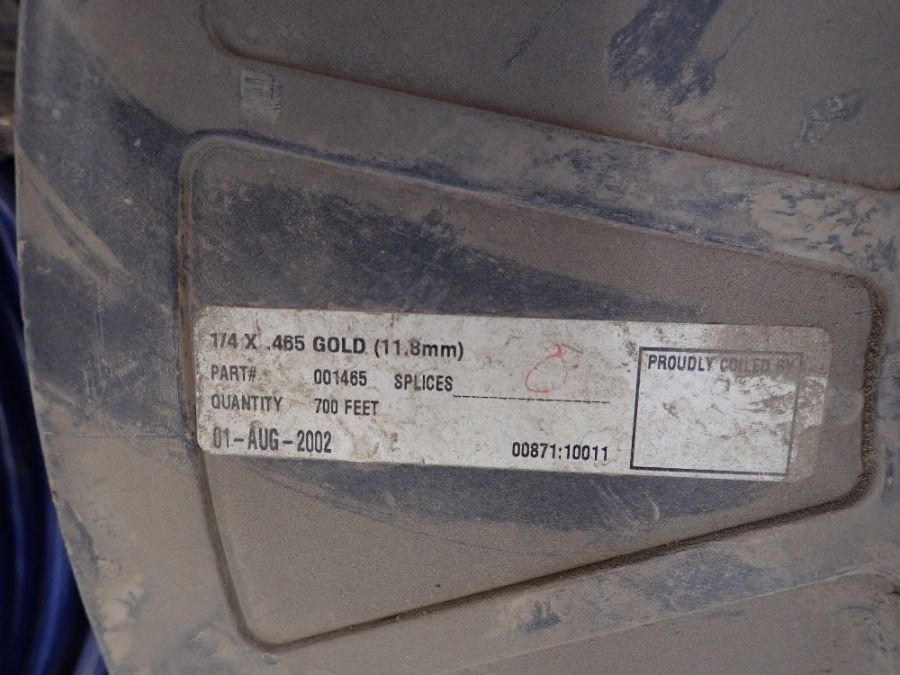 1/4 X .465 GOLD (11.8mm)
PART# 001465 SPLICES
QUANTITY 700 FEET
01-AUG-2002
00871:10011
PROUDLY COILED BY